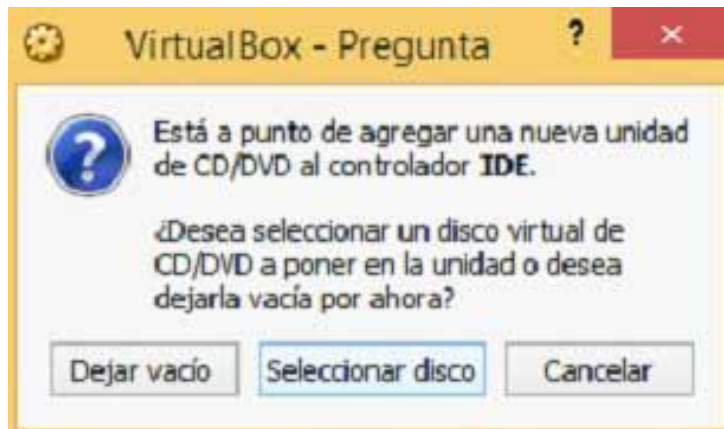 VirtualBox - Pregunta ? ×
Está a punto de agregar una nueva unidad
de CD/DVD al controlador IDE.
¿Desea seleccionar un disco virtual de
CD/DVD a poner en la unidad o desea
dejarla vacía por ahora?
Dejar vacío Seleccionar disco Cancelar